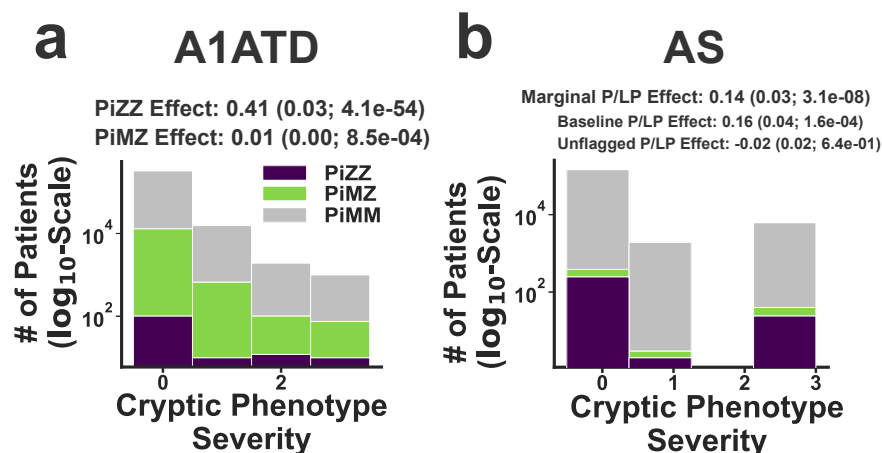 a
A1ATD
PiZZ Effect: 0.41 (0.03; 4.1e-54)
PiMZ Effect: 0.01 (0.00; 8.5e-04)
PiZZ
PiMZ
PiMM
# of Patients
(log₁₀-Scale)
10⁴
10²
0
2
Cryptic Phenotype
Severity
b
AS
Marginal P/LP Effect: 0.14 (0.03; 3.1e-08)
Baseline P/LP Effect: 0.16 (0.04; 1.6e-04)
Unflagged P/LP Effect: -0.02 (0.02; 6.4e-01)
# of Patients
(log₁₀-Scale)
10⁴
10²
0
1
2
3
Cryptic Phenotype
Severity